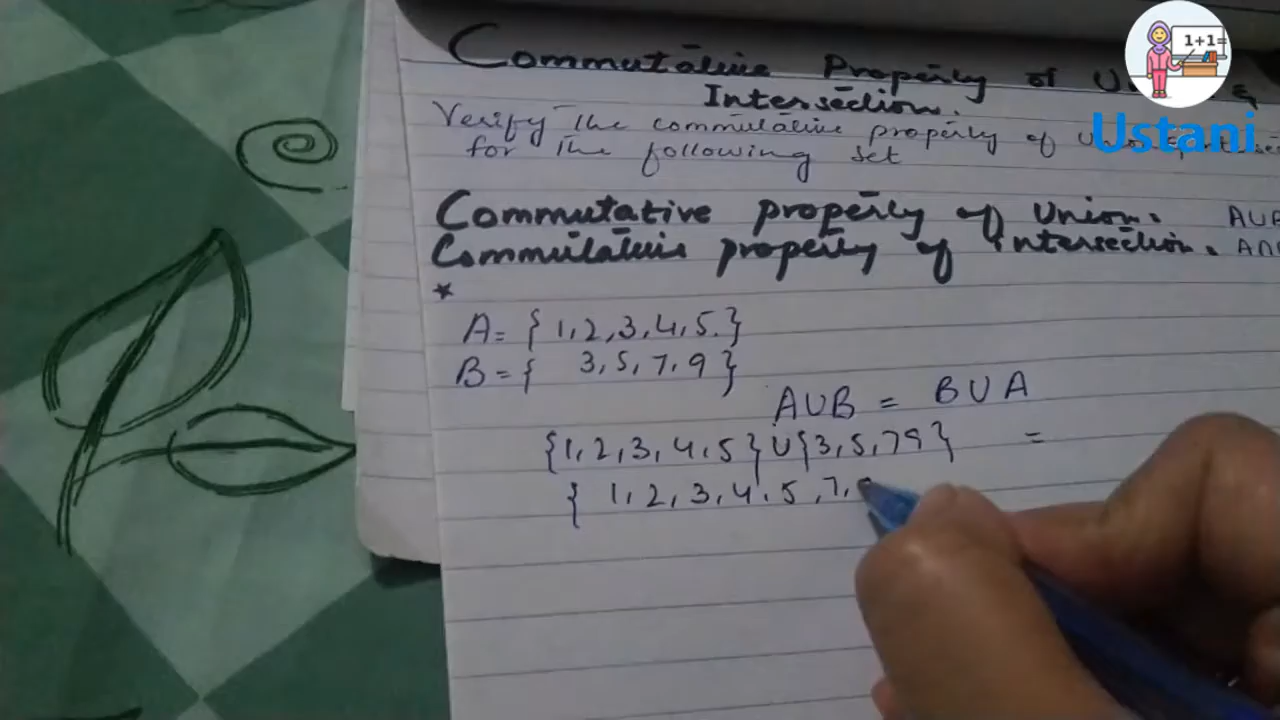 1+1=
Ustani
Commutative Property of U &
Intersection.
Verify the commutative property of
for the following set
Commutative property of Union. AUB
Commutative property of intersection. A∩
*
A = { 1, 2, 3, 4, 5. }
B = { 3, 5, 7, 9 }
AUB = BUA
{1, 2, 3, 4, 5} U {3, 5, 79} =
{ 1, 2, 3, 4, 5, 7,